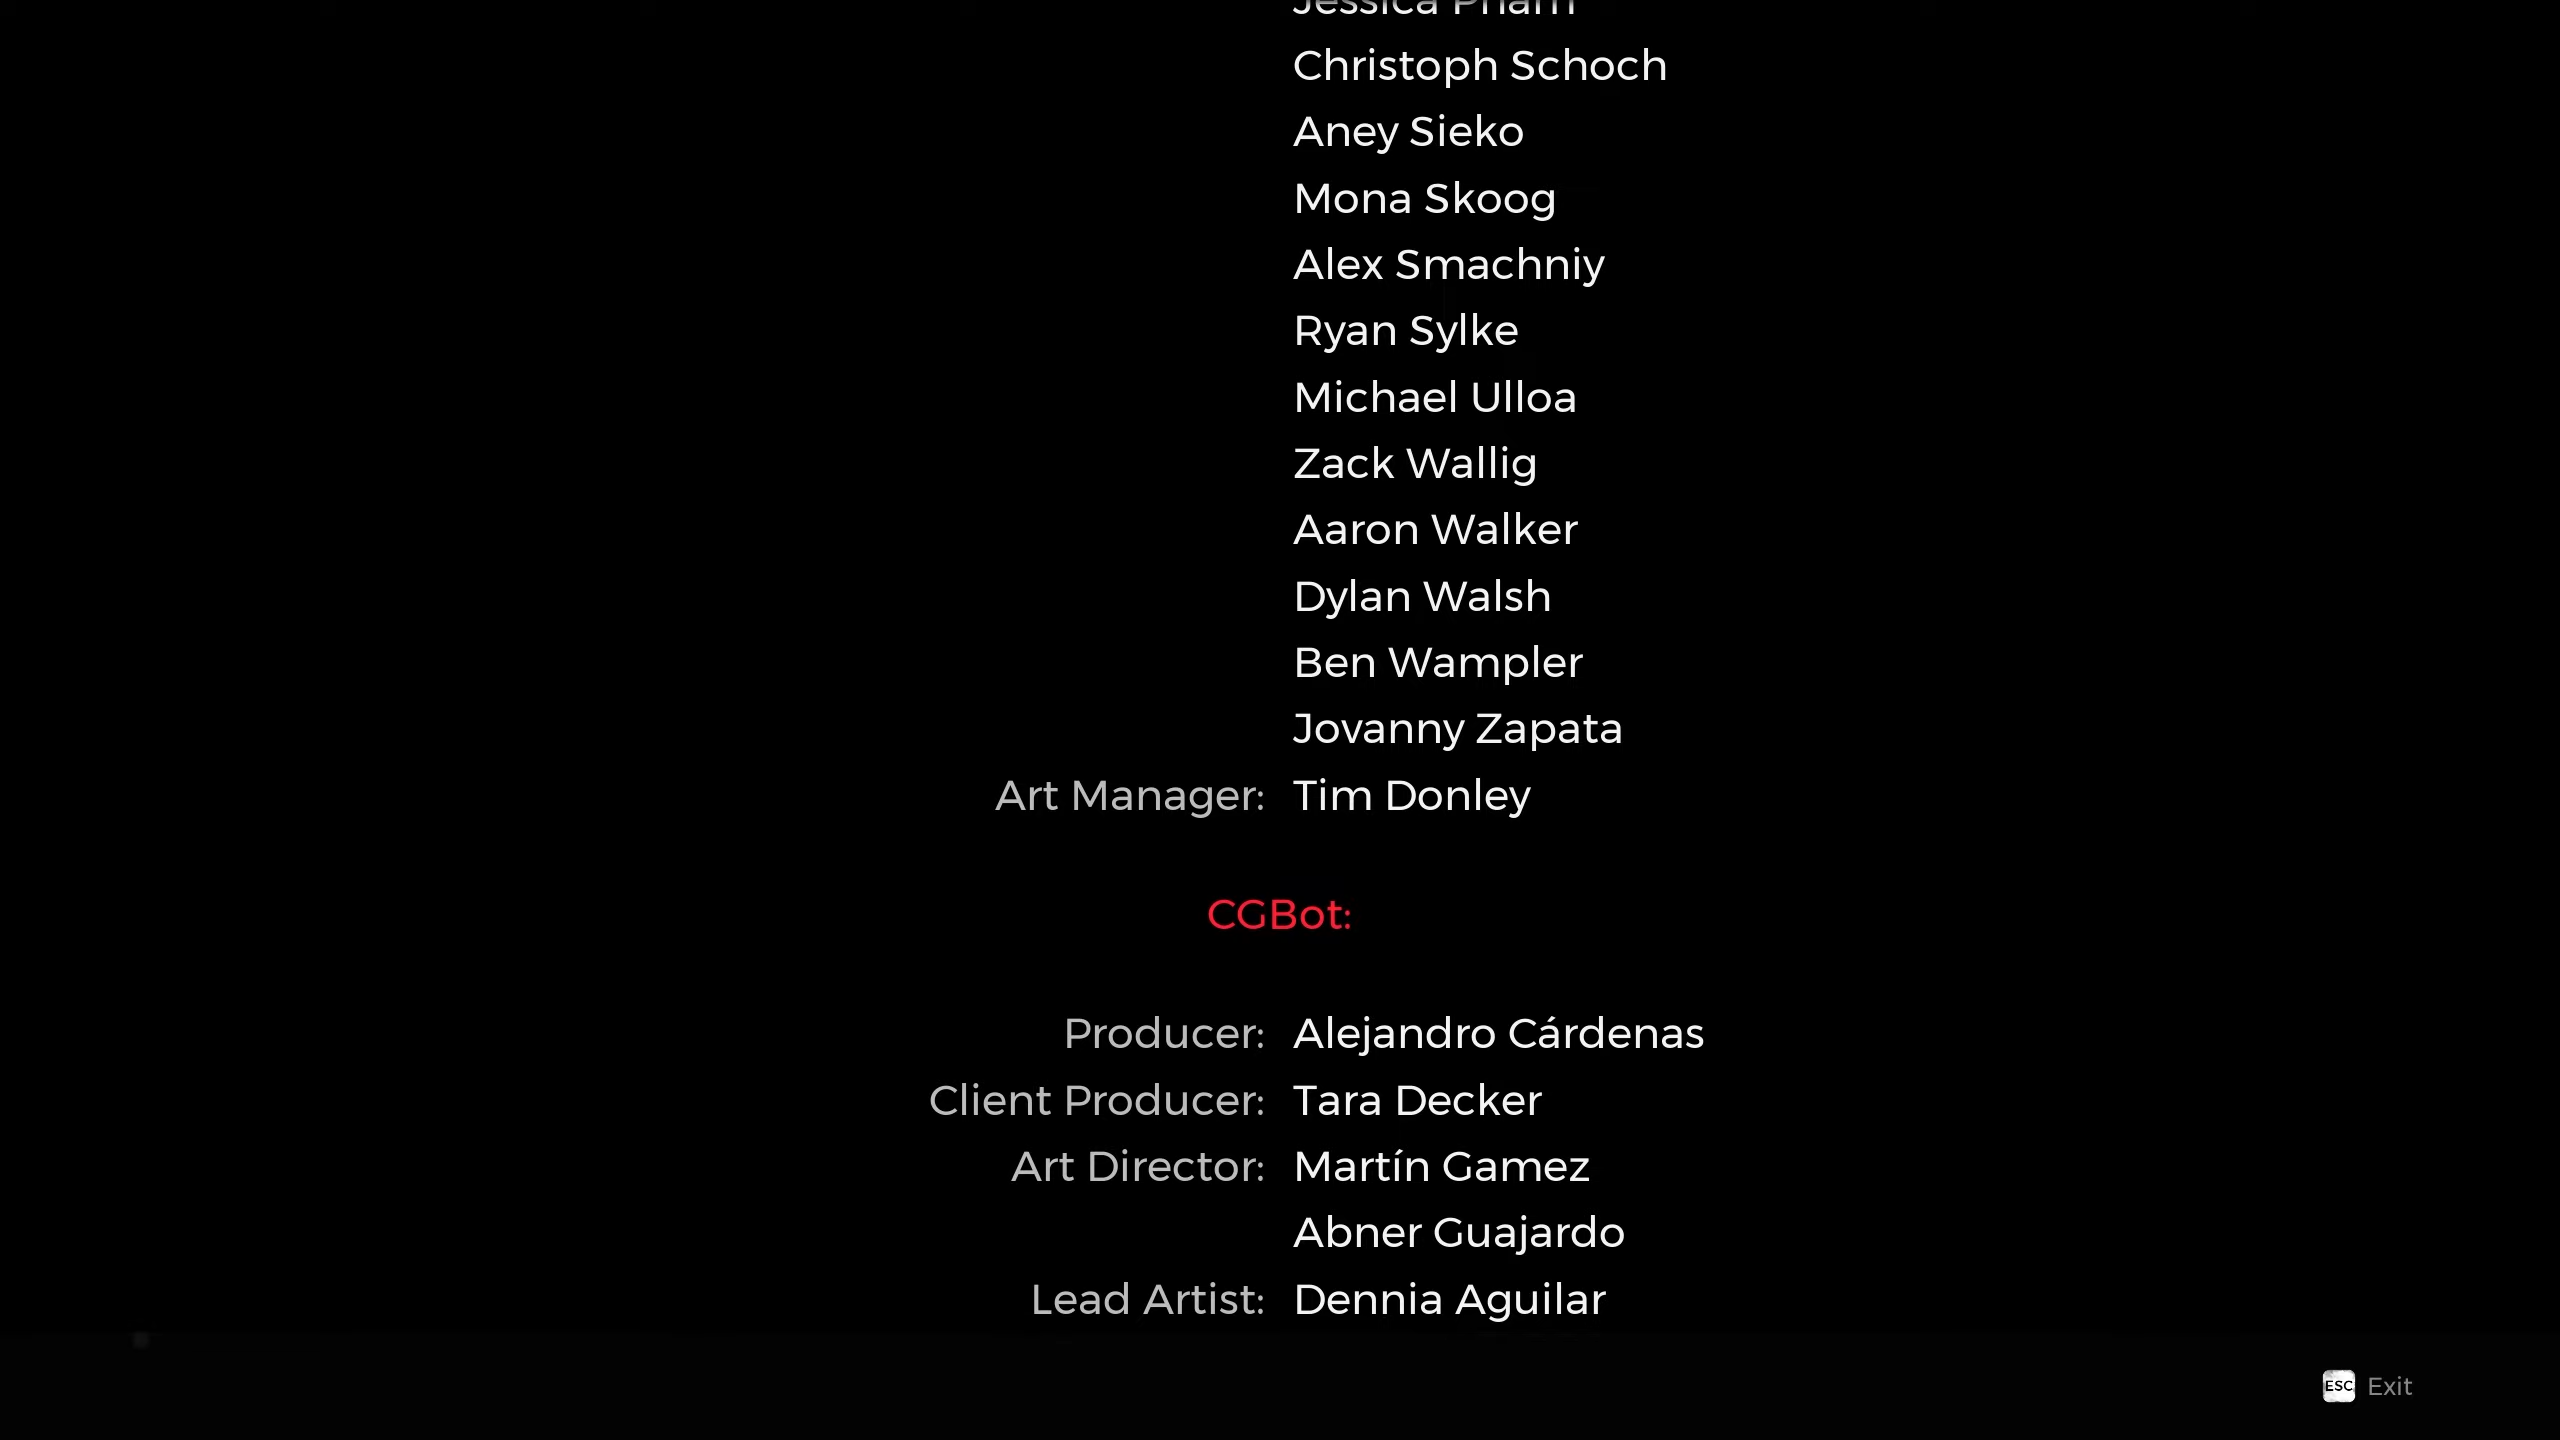 Jessica Pham
Christoph Schoch
Aney Sieko
Mona Skoog
Alex Smachniy
Ryan Sylke
Michael Ulloa
Zack Wallig
Aaron Walker
Dylan Walsh
Ben Wampler
Jovanny Zapata
Art Manager: Tim Donley
CGBot:
Producer: Alejandro Cárdenas
Client Producer: Tara Decker
Art Director: Martín Gamez
Abner Guajardo
Lead Artist: Dennia Aguilar
ESC Exit